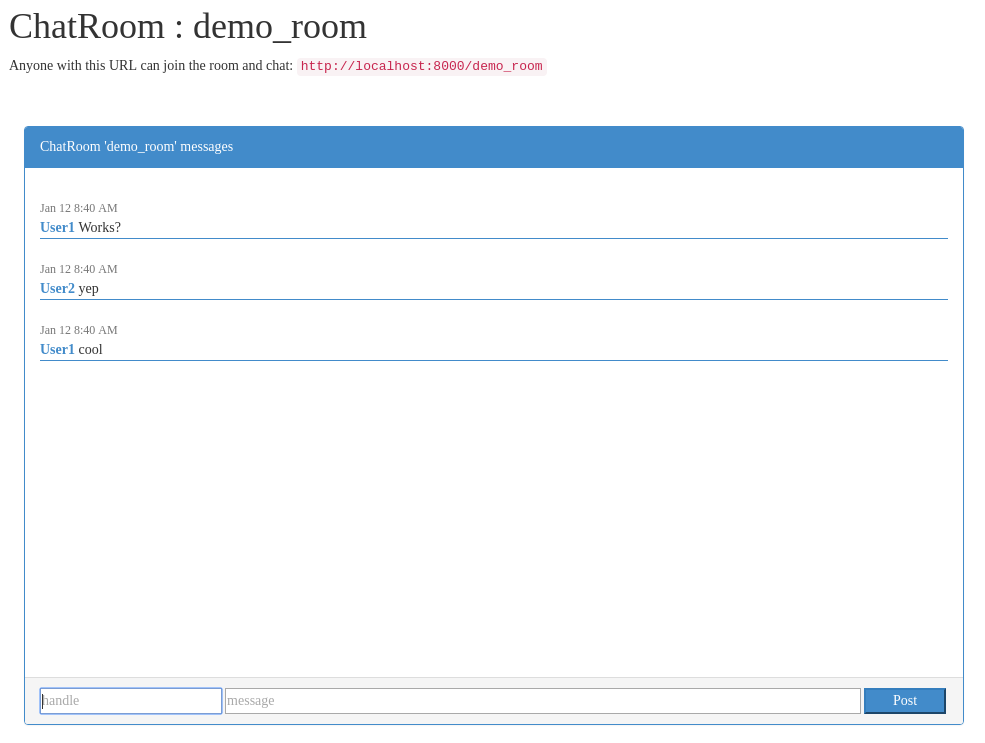 ChatRoom : demo_room
Anyone with this URL can join the room and chat: http://localhost:8000/demo_room
ChatRoom 'demo_room' messages
Jan 12 8:40 AM
User1 Works?
Jan 12 8:40 AM
User2 yep
Jan 12 8:40 AM
User1 cool
handle message Post